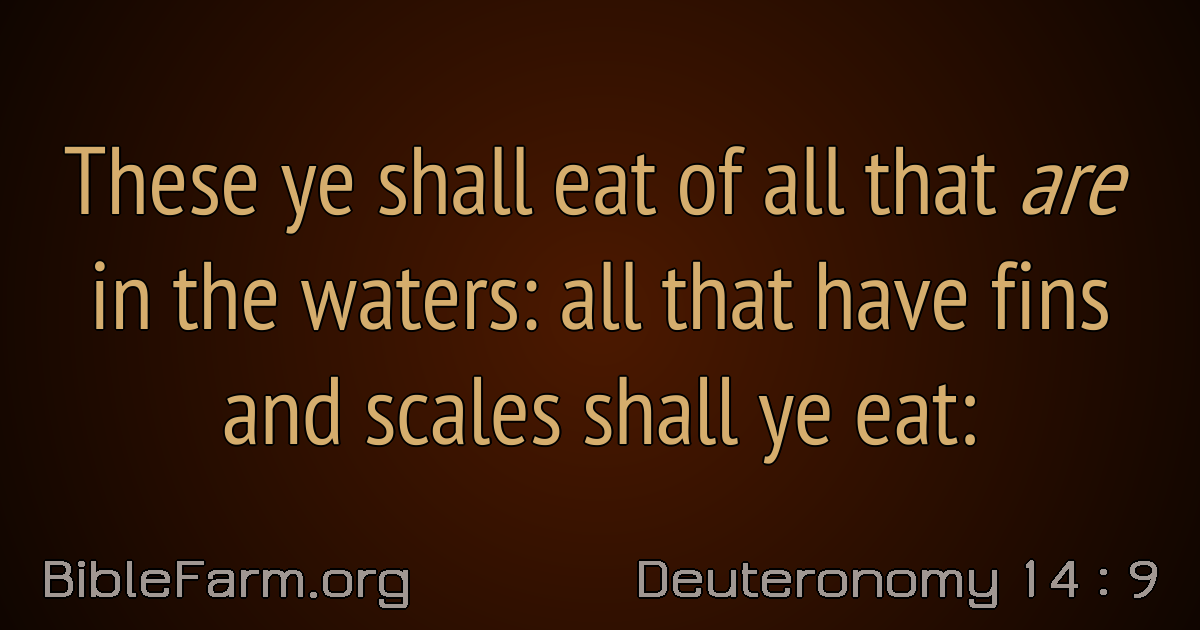 These ye shall eat of all that are
in the waters: all that have fins
and scales shall ye eat:
BibleFarm.org
Deuteronomy 14 : 9